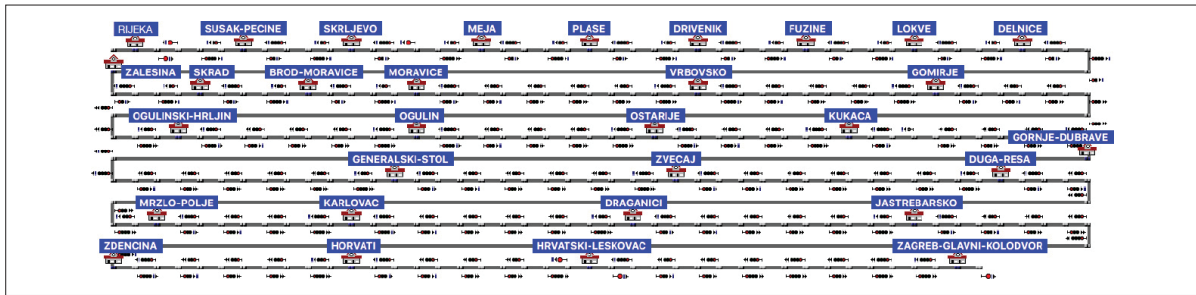 RIJEKA SUSAK-PECINE SKRLJEVO MEJA PLASE DRIVENIK FUZINE LOKVE DELNICE
ZALESINA SKRAD BROD-MORAVICE MORAVICE VRBOVSKO GOMIRJE
OGULINSKI-HRLJIN OGULIN OSTARIJE KUKACA GORNJE-DUBRAVE
GENERALSKI-STOL ZVECAJ DUGA-RESA
MRZLO-POLJE KARLOVAC DRAGANICI JASTREBARSKO
ZDENCINA HORVATI HRVATSKI-LESKOVAC ZAGREB-GLAVNI-KOLODVOR